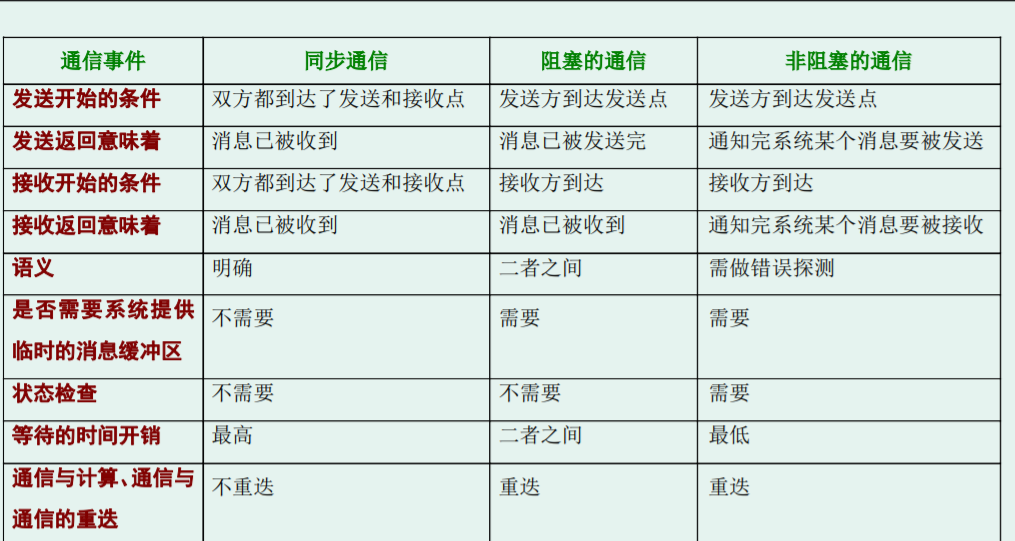 通信事件 同步通信 阻塞的通信 非阻塞的通信
发送开始的条件 双方都到达了发送和接收点 发送方到达发送点 发送方到达发送点
发送返回意味着 消息已被收到 消息已被发送完 通知完系统某个消息要被发送
接收开始的条件 双方都到达了发送和接收点 接收方到达 接收方到达
接收返回意味着 消息已被收到 消息已被收到 通知完系统某个消息要被接收
语义 明确 二者之间 需做错误探测
是否需要系统提供
临时的消息缓冲区 不需要 需要 需要
状态检查 不需要 不需要 需要
等待的时间开销 最高 二者之间 最低
通信与计算、通信与
通信的重迭 不重迭 重迭 重迭